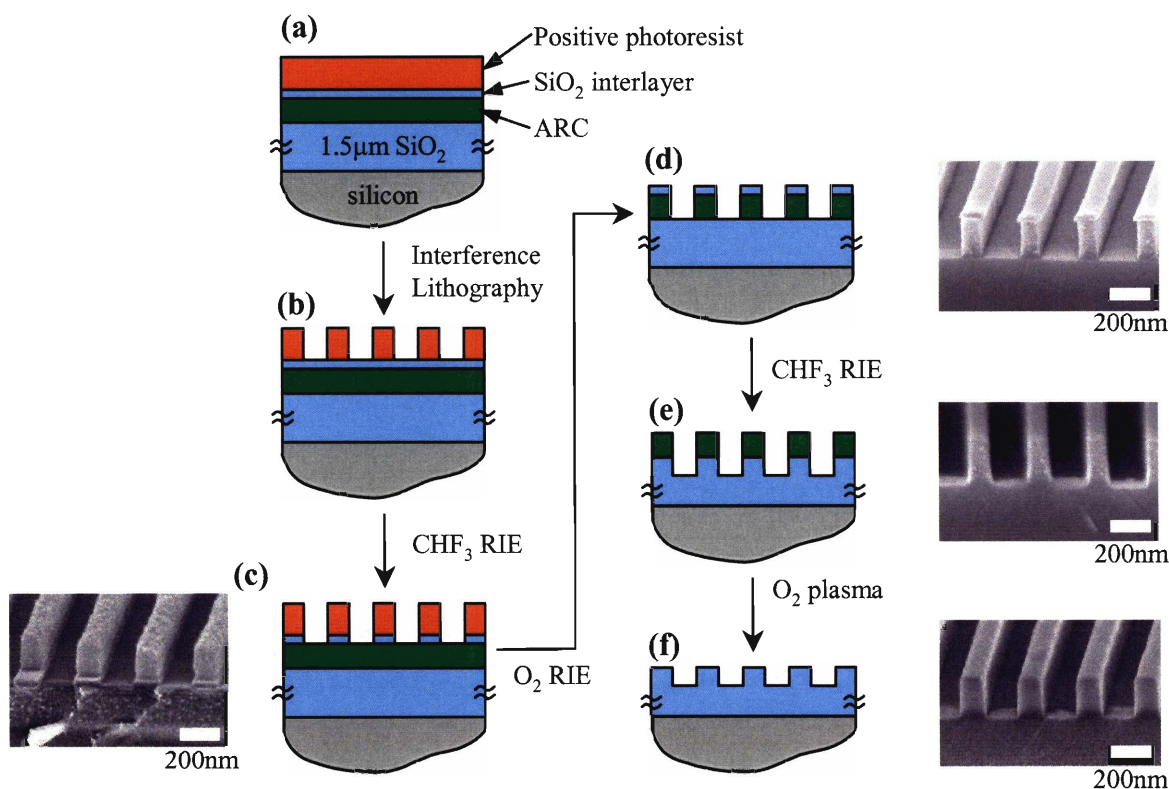 (a)
Positive photoresist
SiO₂ interlayer
ARC
1.5μm SiO₂
silicon
Interference
Lithography
(b)
CHF₃ RIE
(c)
200nm
O₂ RIE
(d)
200nm
CHF₃ RIE
(e)
200nm
O₂ plasma
(f)
200nm